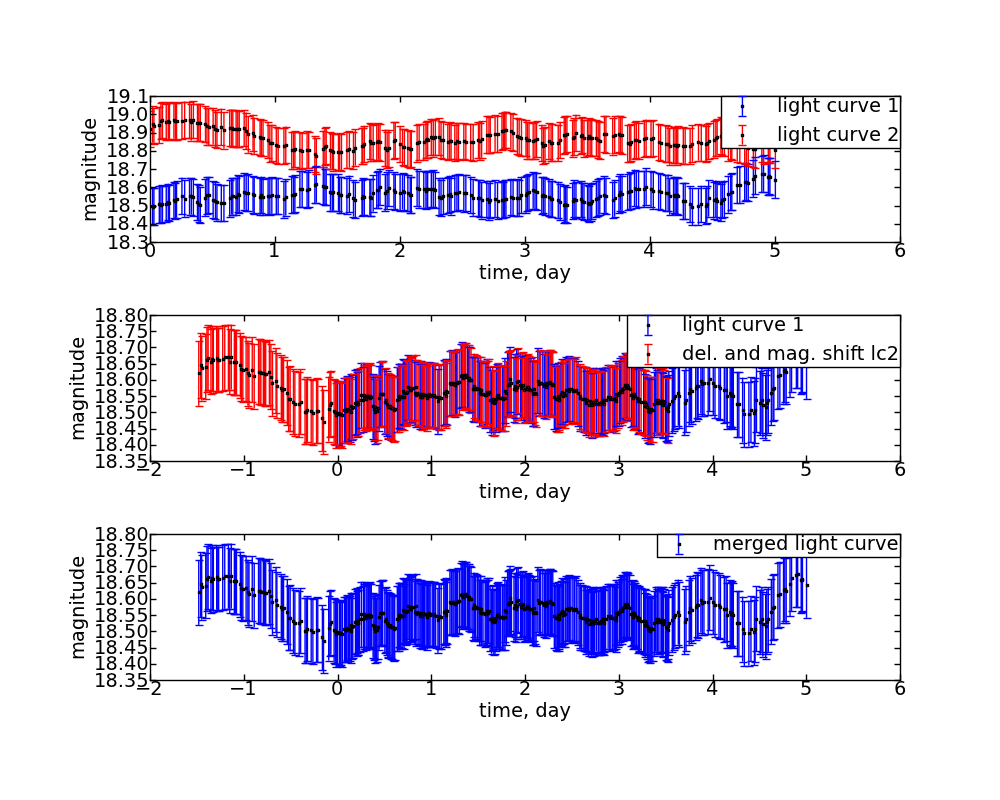 19.1
19.0
18.9
18.8
18.7
18.6
18.5
18.4
18.3
magnitude
light curve 1
light curve 2
0 1 2 3 4 5 6
time, day
18.80
18.75
18.70
18.65
18.60
18.55
18.50
18.45
18.40
18.35
magnitude
light curve 1
del. and mag. shift lc2
−2 −1 0 1 2 3 4 5 6
time, day
18.80
18.75
18.70
18.65
18.60
18.55
18.50
18.45
18.40
18.35
magnitude
merged light curve
−2 −1 0 1 2 3 4 5 6
time, day